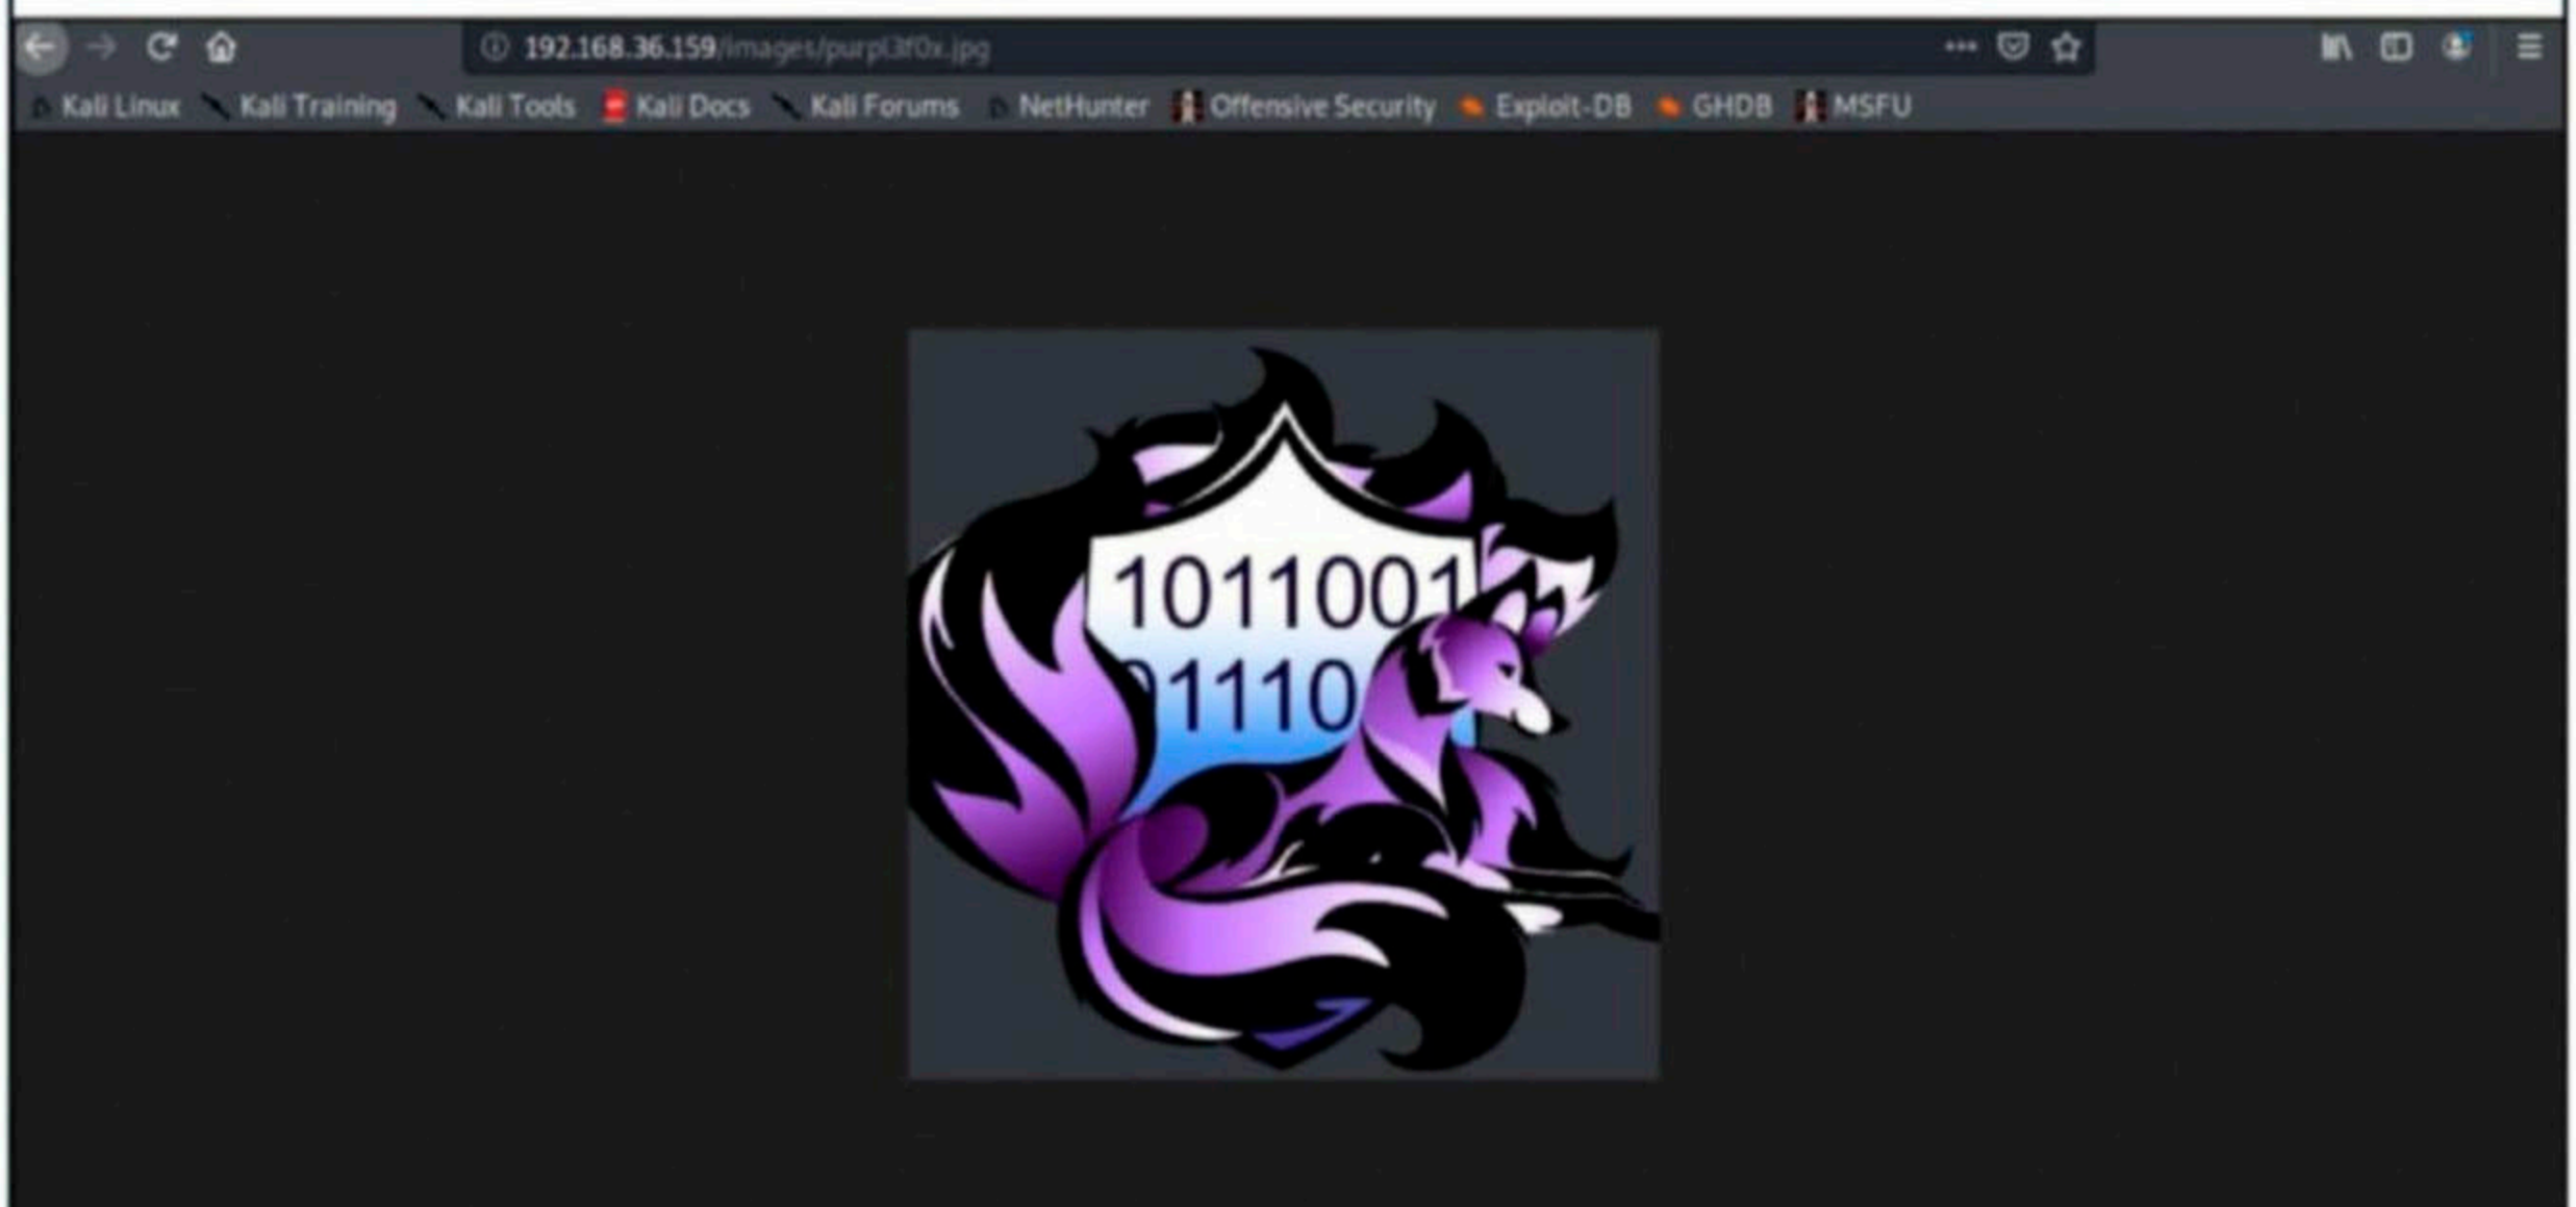 192.168.36.159/images/purpl3f0x.jpg
Kali Linux Kali Training Kali Tools Kali Docs Kali Forums NetHunter Offensive Security Exploit-DB GHDB MSFU
1011001
01110